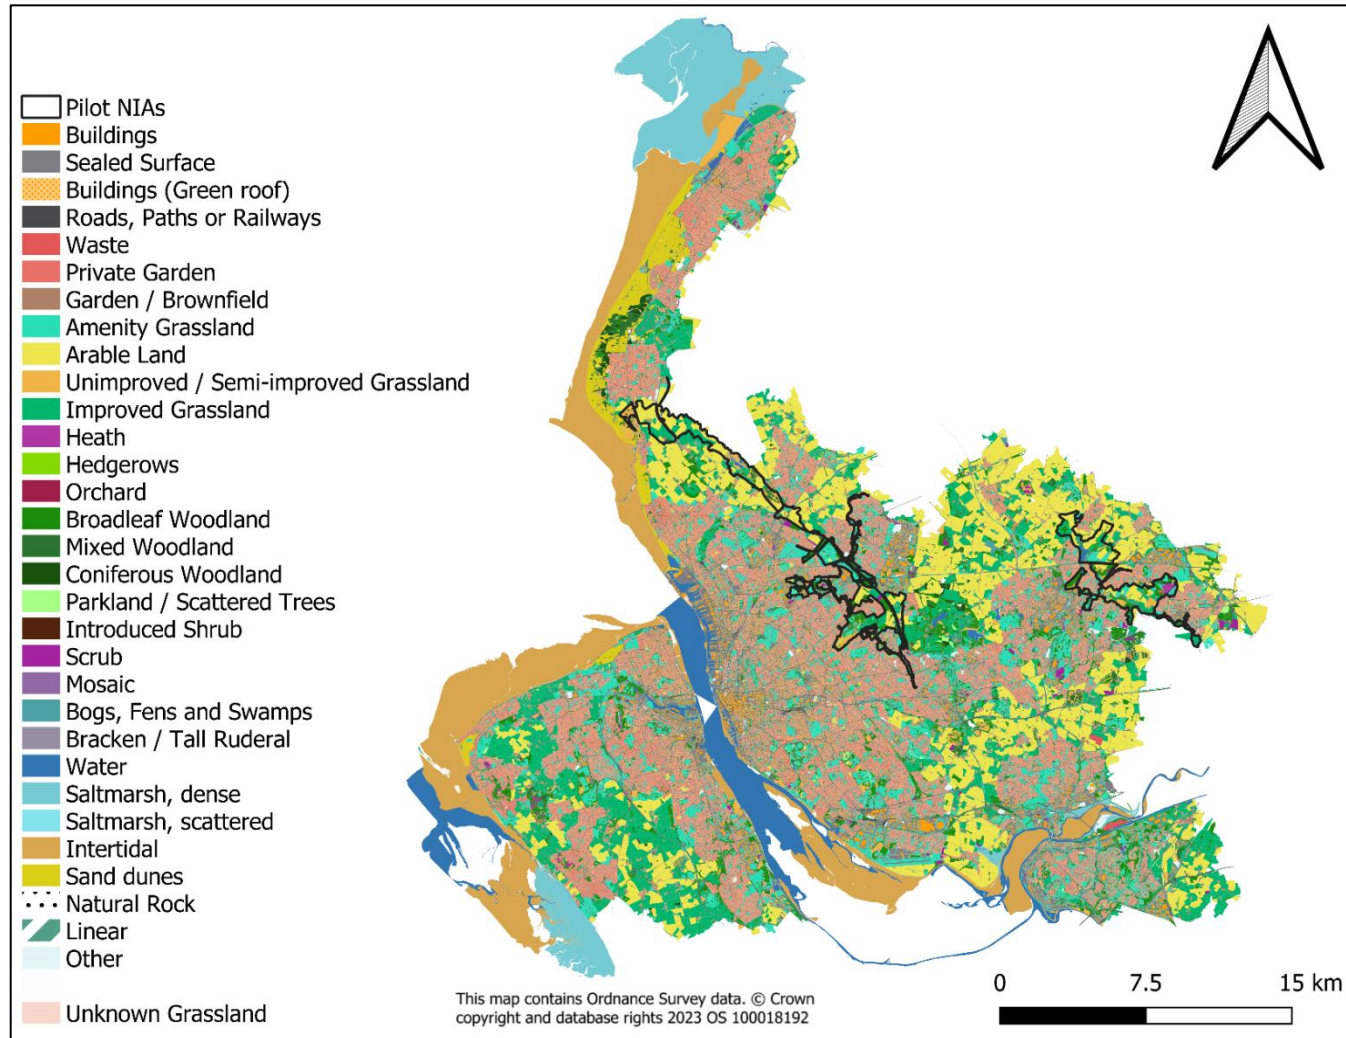 Pilot NIAs
Buildings
Sealed Surface
Buildings (Green roof)
Roads, Paths or Railways
Waste
Private Garden
Garden / Brownfield
Amenity Grassland
Arable Land
Unimproved / Semi-improved Grassland
Improved Grassland
Heath
Hedgerows
Orchard
Broadleaf Woodland
Mixed Woodland
Coniferous Woodland
Parkland / Scattered Trees
Introduced Shrub
Scrub
Mosaic
Bogs, Fens and Swamps
Bracken / Tall Ruderal
Water
Saltmarsh, dense
Saltmarsh, scattered
Intertidal
Sand dunes
Natural Rock
Linear
Other
Unknown Grassland
This map contains Ordnance Survey data. © Crown
copyright and database rights 2023 OS 100018192
0 7.5 15 km